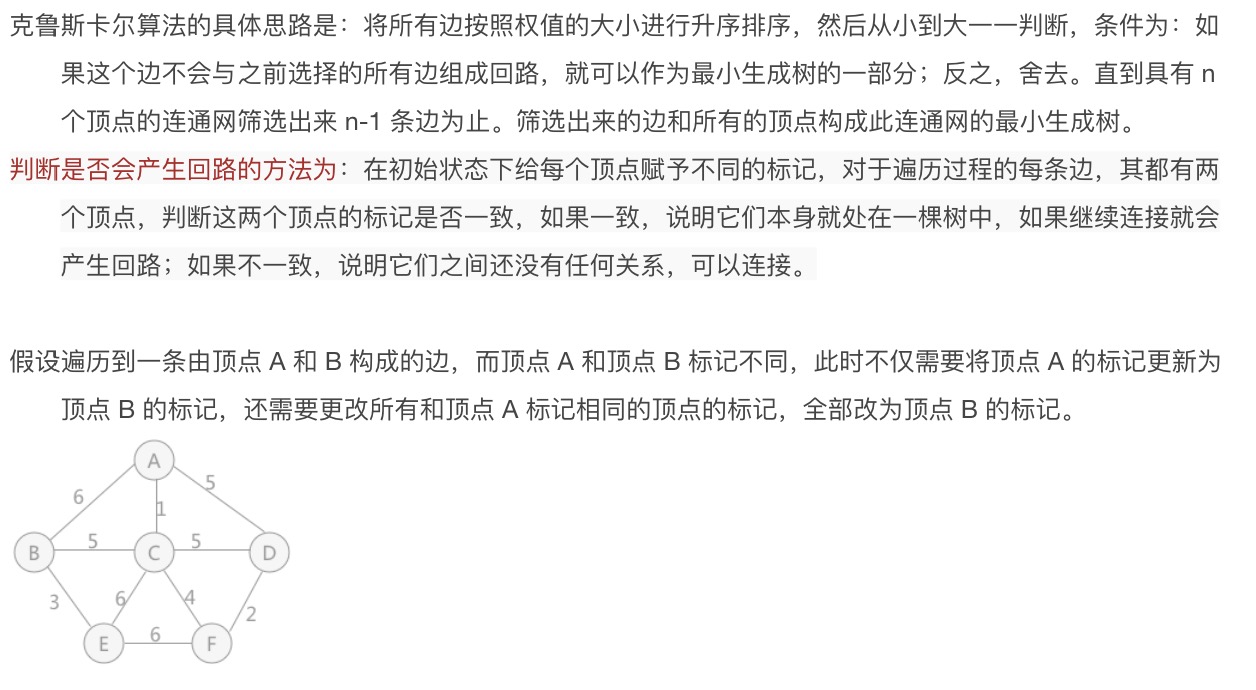 克鲁斯卡尔算法的具体思路是：将所有边按照权值的大小进行升序排序，然后从小到大一一判断，条件为：如
果这个边不会与之前选择的所有边组成回路，就可以作为最小生成树的一部分；反之，舍去。直到具有 n
个顶点的连通网筛选出来 n-1 条边为止。筛选出来的边和所有的顶点构成此连通网的最小生成树。
判断是否会产生回路的方法为：在初始状态下给每个顶点赋予不同的标记，对于遍历过程的每条边，其都有两
个顶点，判断这两个顶点的标记是否一致，如果一致，说明它们本身就处在一棵树中，如果继续连接就会
产生回路；如果不一致，说明它们之间还没有任何关系，可以连接。
假设遍历到一条由顶点 A 和 B 构成的边，而顶点 A 和顶点 B 标记不同，此时不仅需要将顶点 A 的标记更新为
顶点 B 的标记，还需要更改所有和顶点 A 标记相同的顶点的标记，全部改为顶点 B 的标记。
A
6
5
1
B
5
C
5
D
3
6
4
2
E
6
F